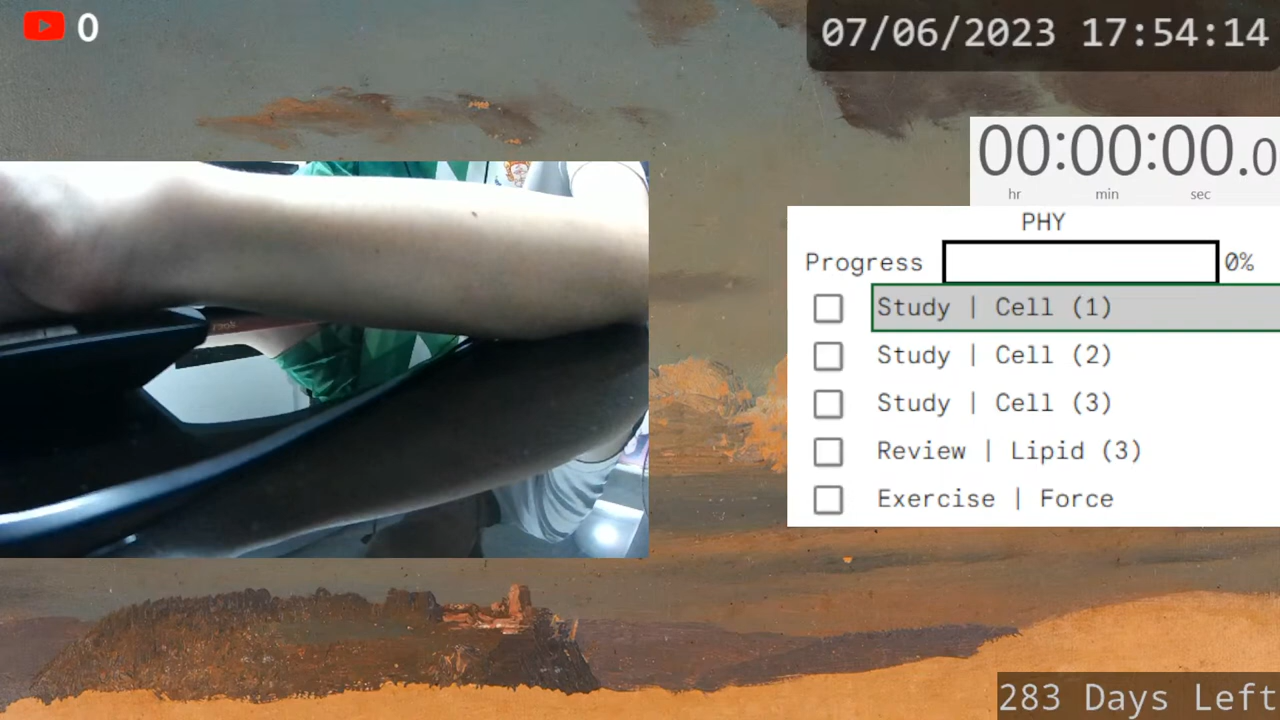 0
07/06/2023 17:54:14
00:00:00.0
hr min sec
PHY
Progress 0%
Study | Cell (1)
Study | Cell (2)
Study | Cell (3)
Review | Lipid (3)
Exercise | Force
283 Days Left